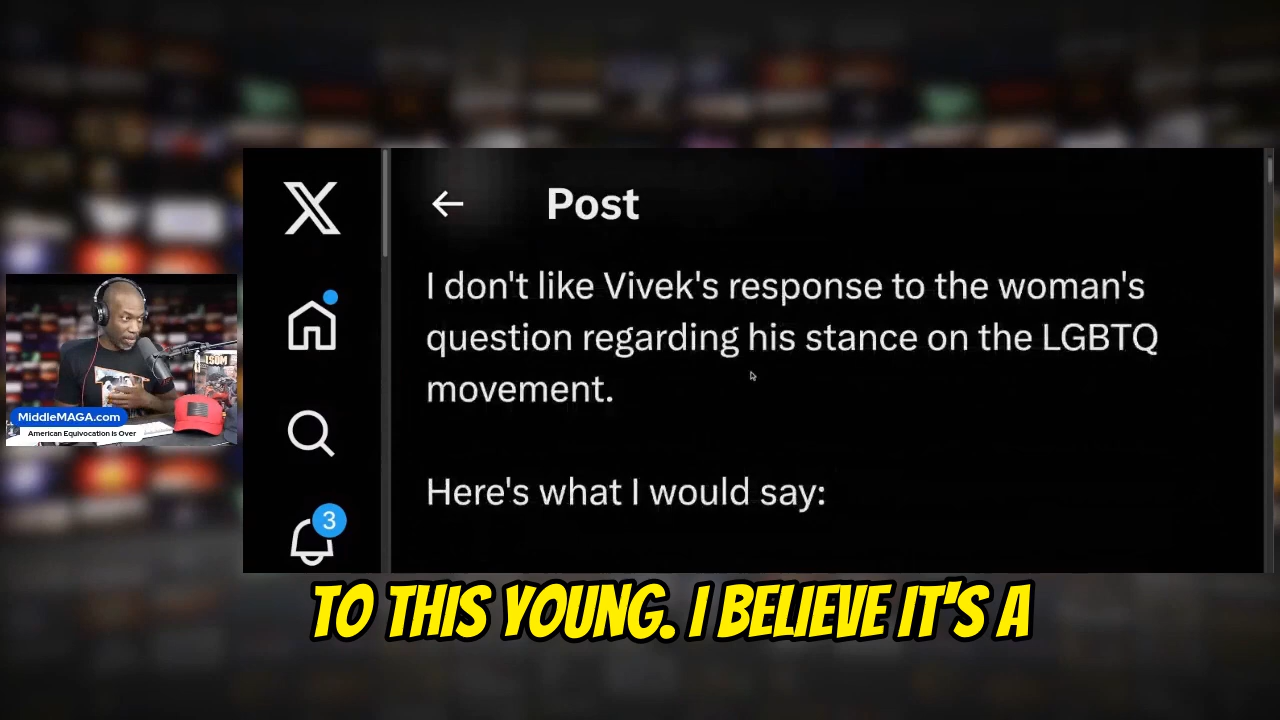 Post
I don't like Vivek's response to the woman's
question regarding his stance on the LGBTQ
movement.
Here's what I would say:
3
ISOM
MiddleMAGA.com
American Equivocation Is Over
TO THIS YOUNG. I BELIEVE IT'S A